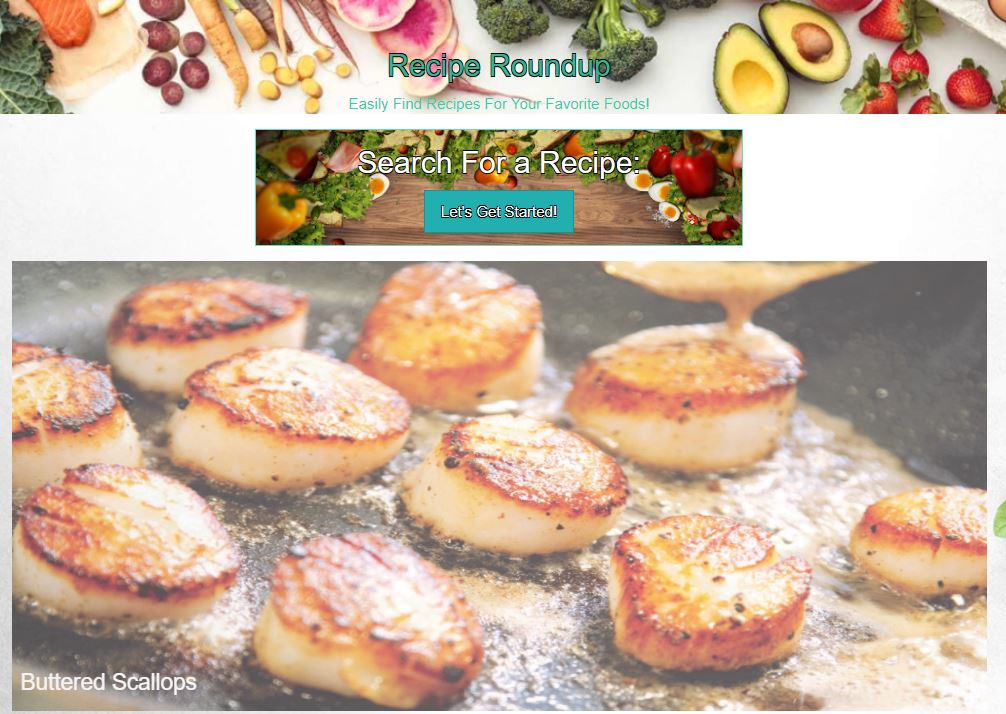 Recipe Roundup
Easily Find Recipes For Your Favorite Foods!
Search For a Recipe:
Let's Get Started!
Buttered Scallops